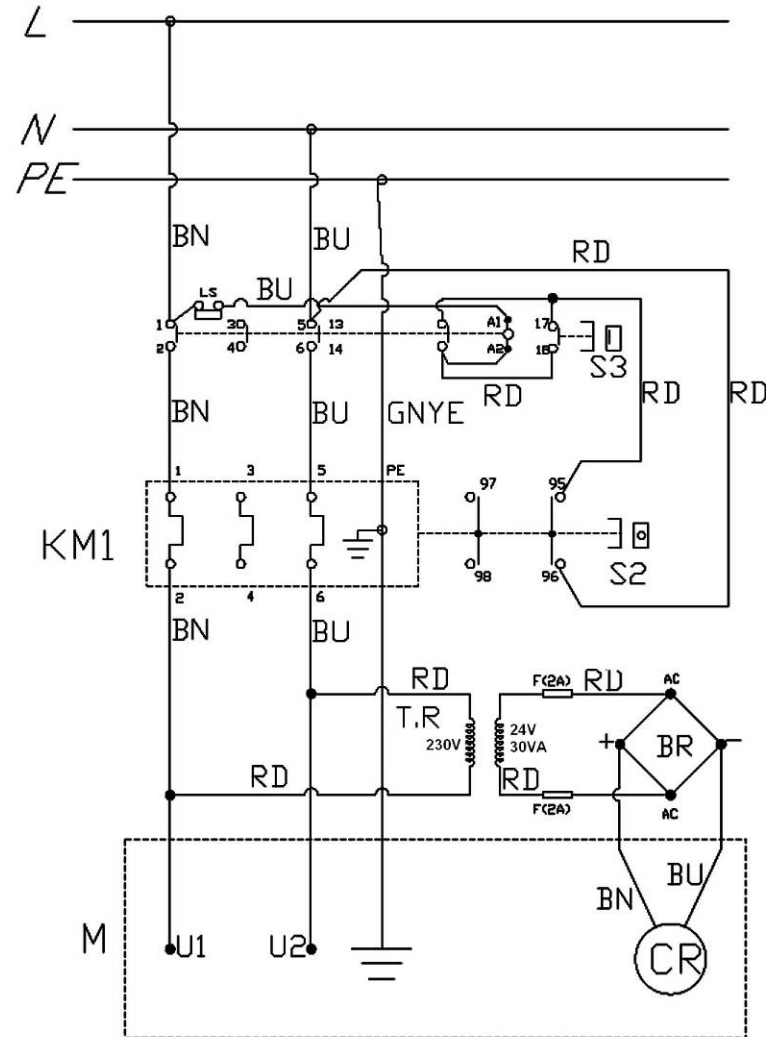 L
N
PE
BN
BU
RD
LS
BU
1
3
5
13
A1
17
2
4
6
14
A2
18
S3
RD
BN
BU
GNYE
RD
RD
1
3
5
PE
97
95
KM1
98
96
S2
2
4
6
BN
BU
RD
F(2A)
RD
AC
T.R
230V
24V
30VA
+
BR
−
RD
RD
F(2A)
AC
BN
BU
M
U1
U2
CR